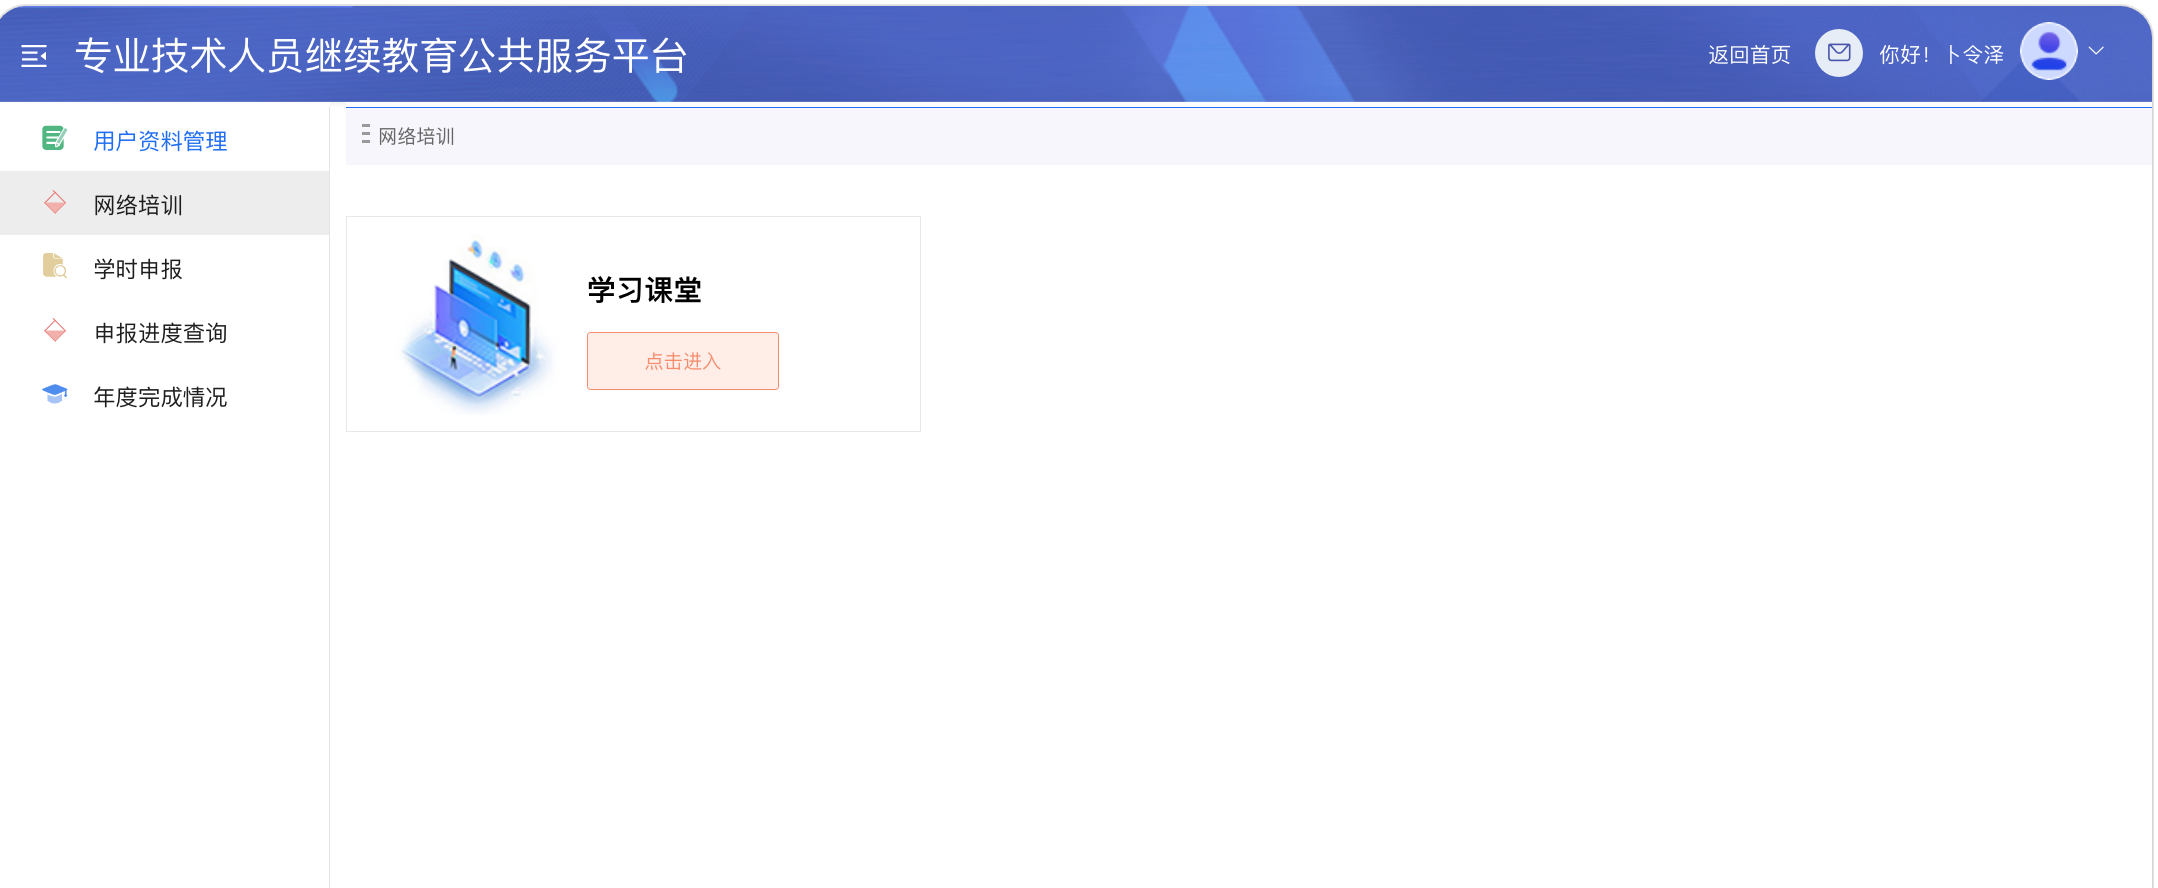 专业技术人员继续教育公共服务平台
返回首页
你好！卜令泽
用户资料管理
网络培训
学时申报
申报进度查询
年度完成情况
网络培训
学习课堂
点击进入